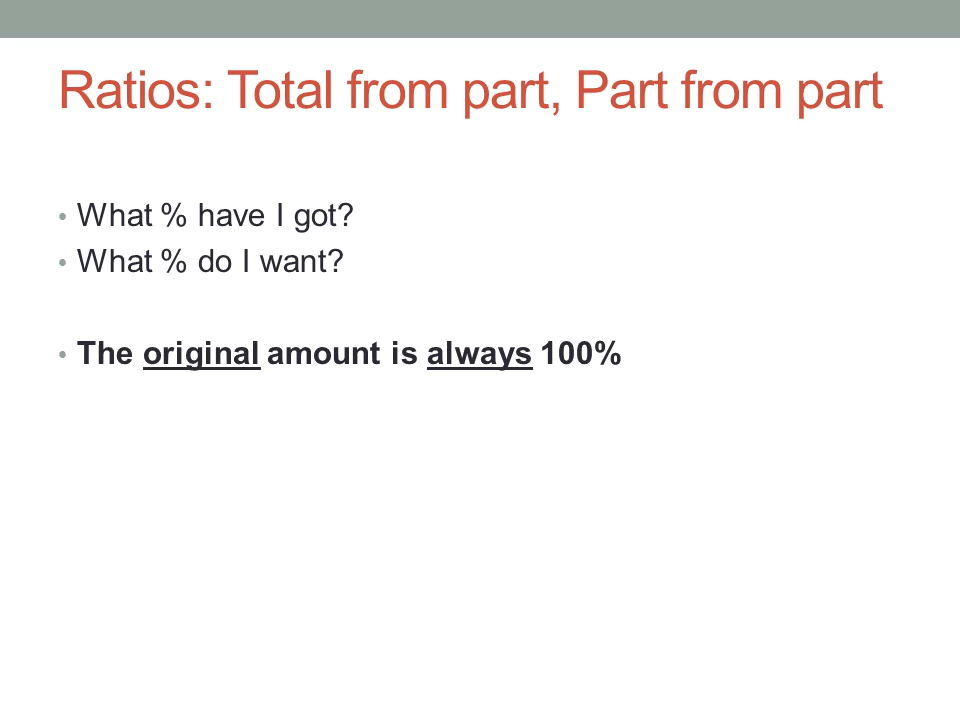 Ratios: Total from part, Part from part
• What % have I got?
• What % do I want?
• The original amount is always 100%